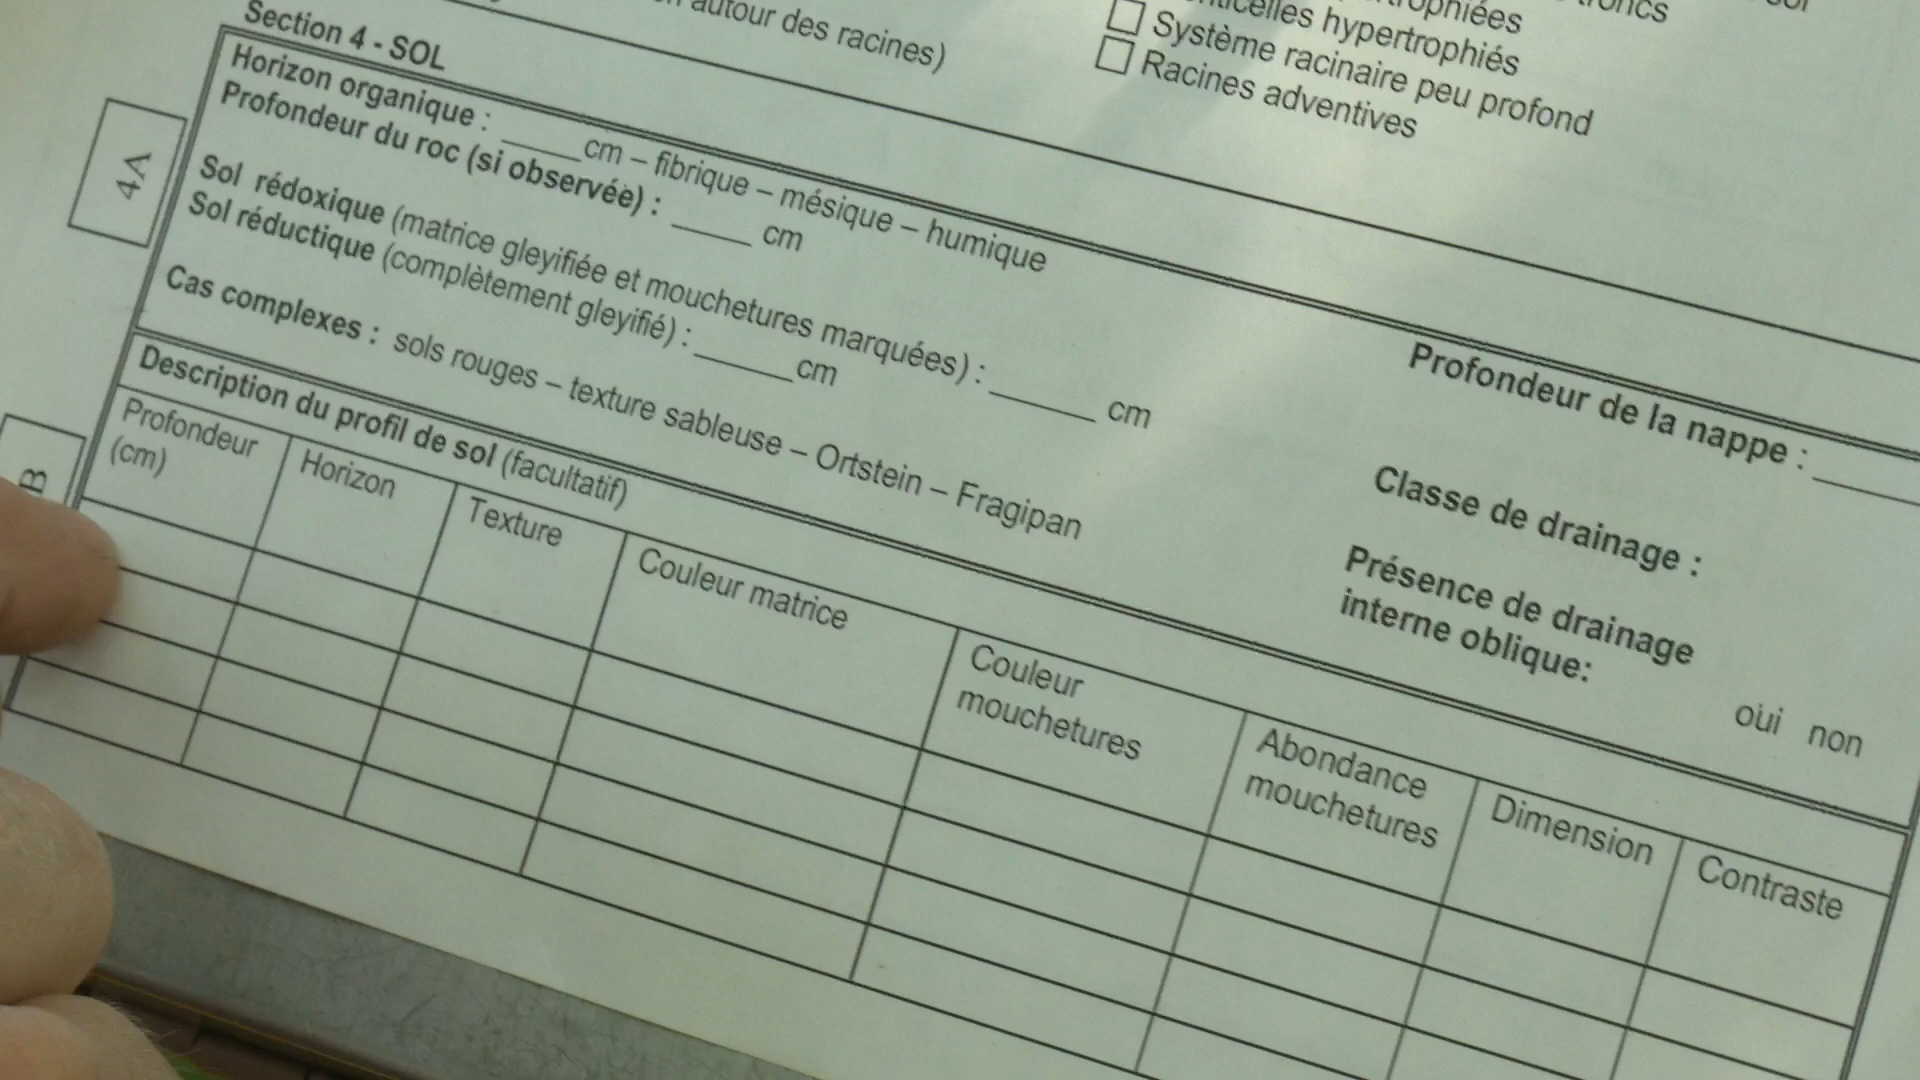 autour des racines)
hypertrophiés
Système racinaire peu profond
Racines adventives
Section 4 - SOL
4A
Horizon organique : _____cm – fibrique – mésique – humique
Profondeur du roc (si observée) : _____ cm
Sol rédoxique (matrice gleyifiée et mouchetures marquées) : ______ cm
Sol réductique (complètement gleyifié) : ______cm
Cas complexes : sols rouges – texture sableuse – Ortstein – Fragipan
Profondeur de la nappe : ______
Classe de drainage :
Présence de drainage
interne oblique:
oui non
B
Description du profil de sol (facultatif)
Profondeur
(cm)
Horizon
Texture
Couleur matrice
Couleur
mouchetures
Abondance
mouchetures
Dimension
Contraste